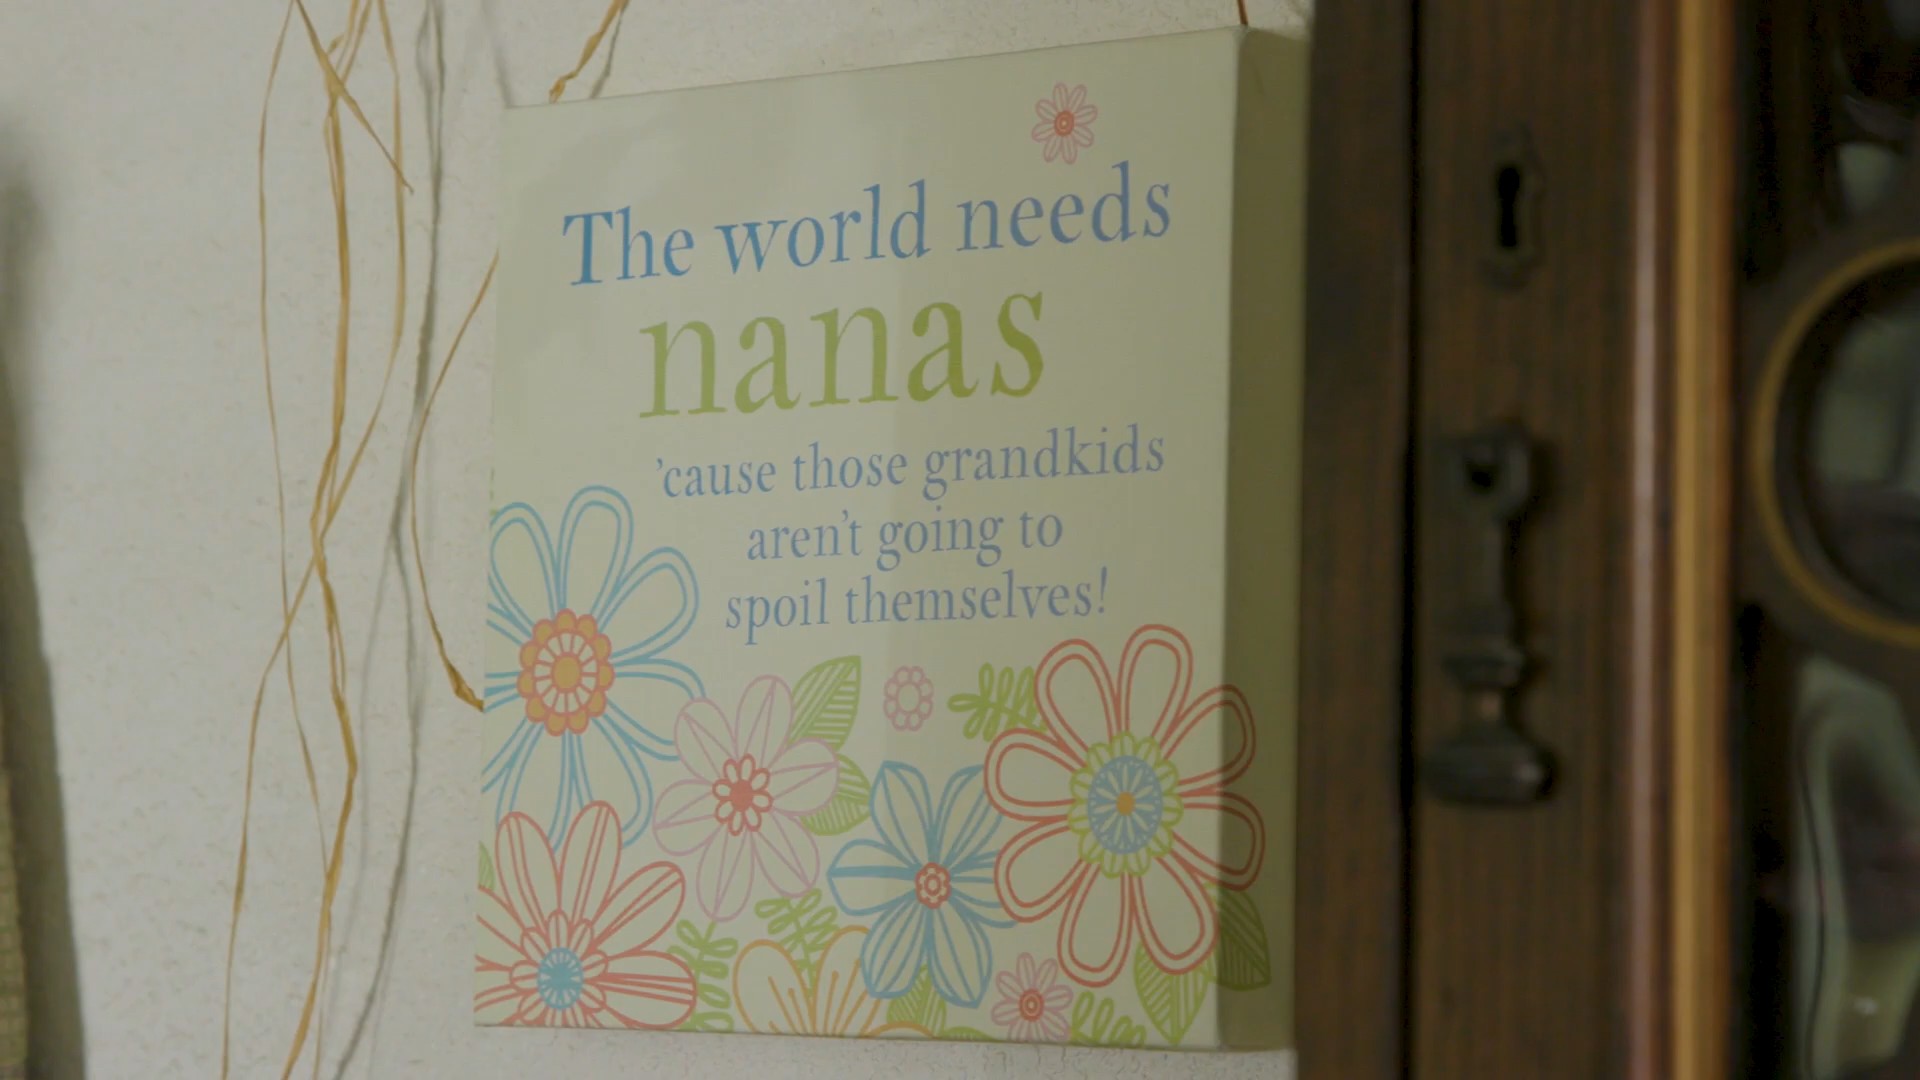 The world needs
nanas
’cause those grandkids
aren’t going to
spoil themselves!